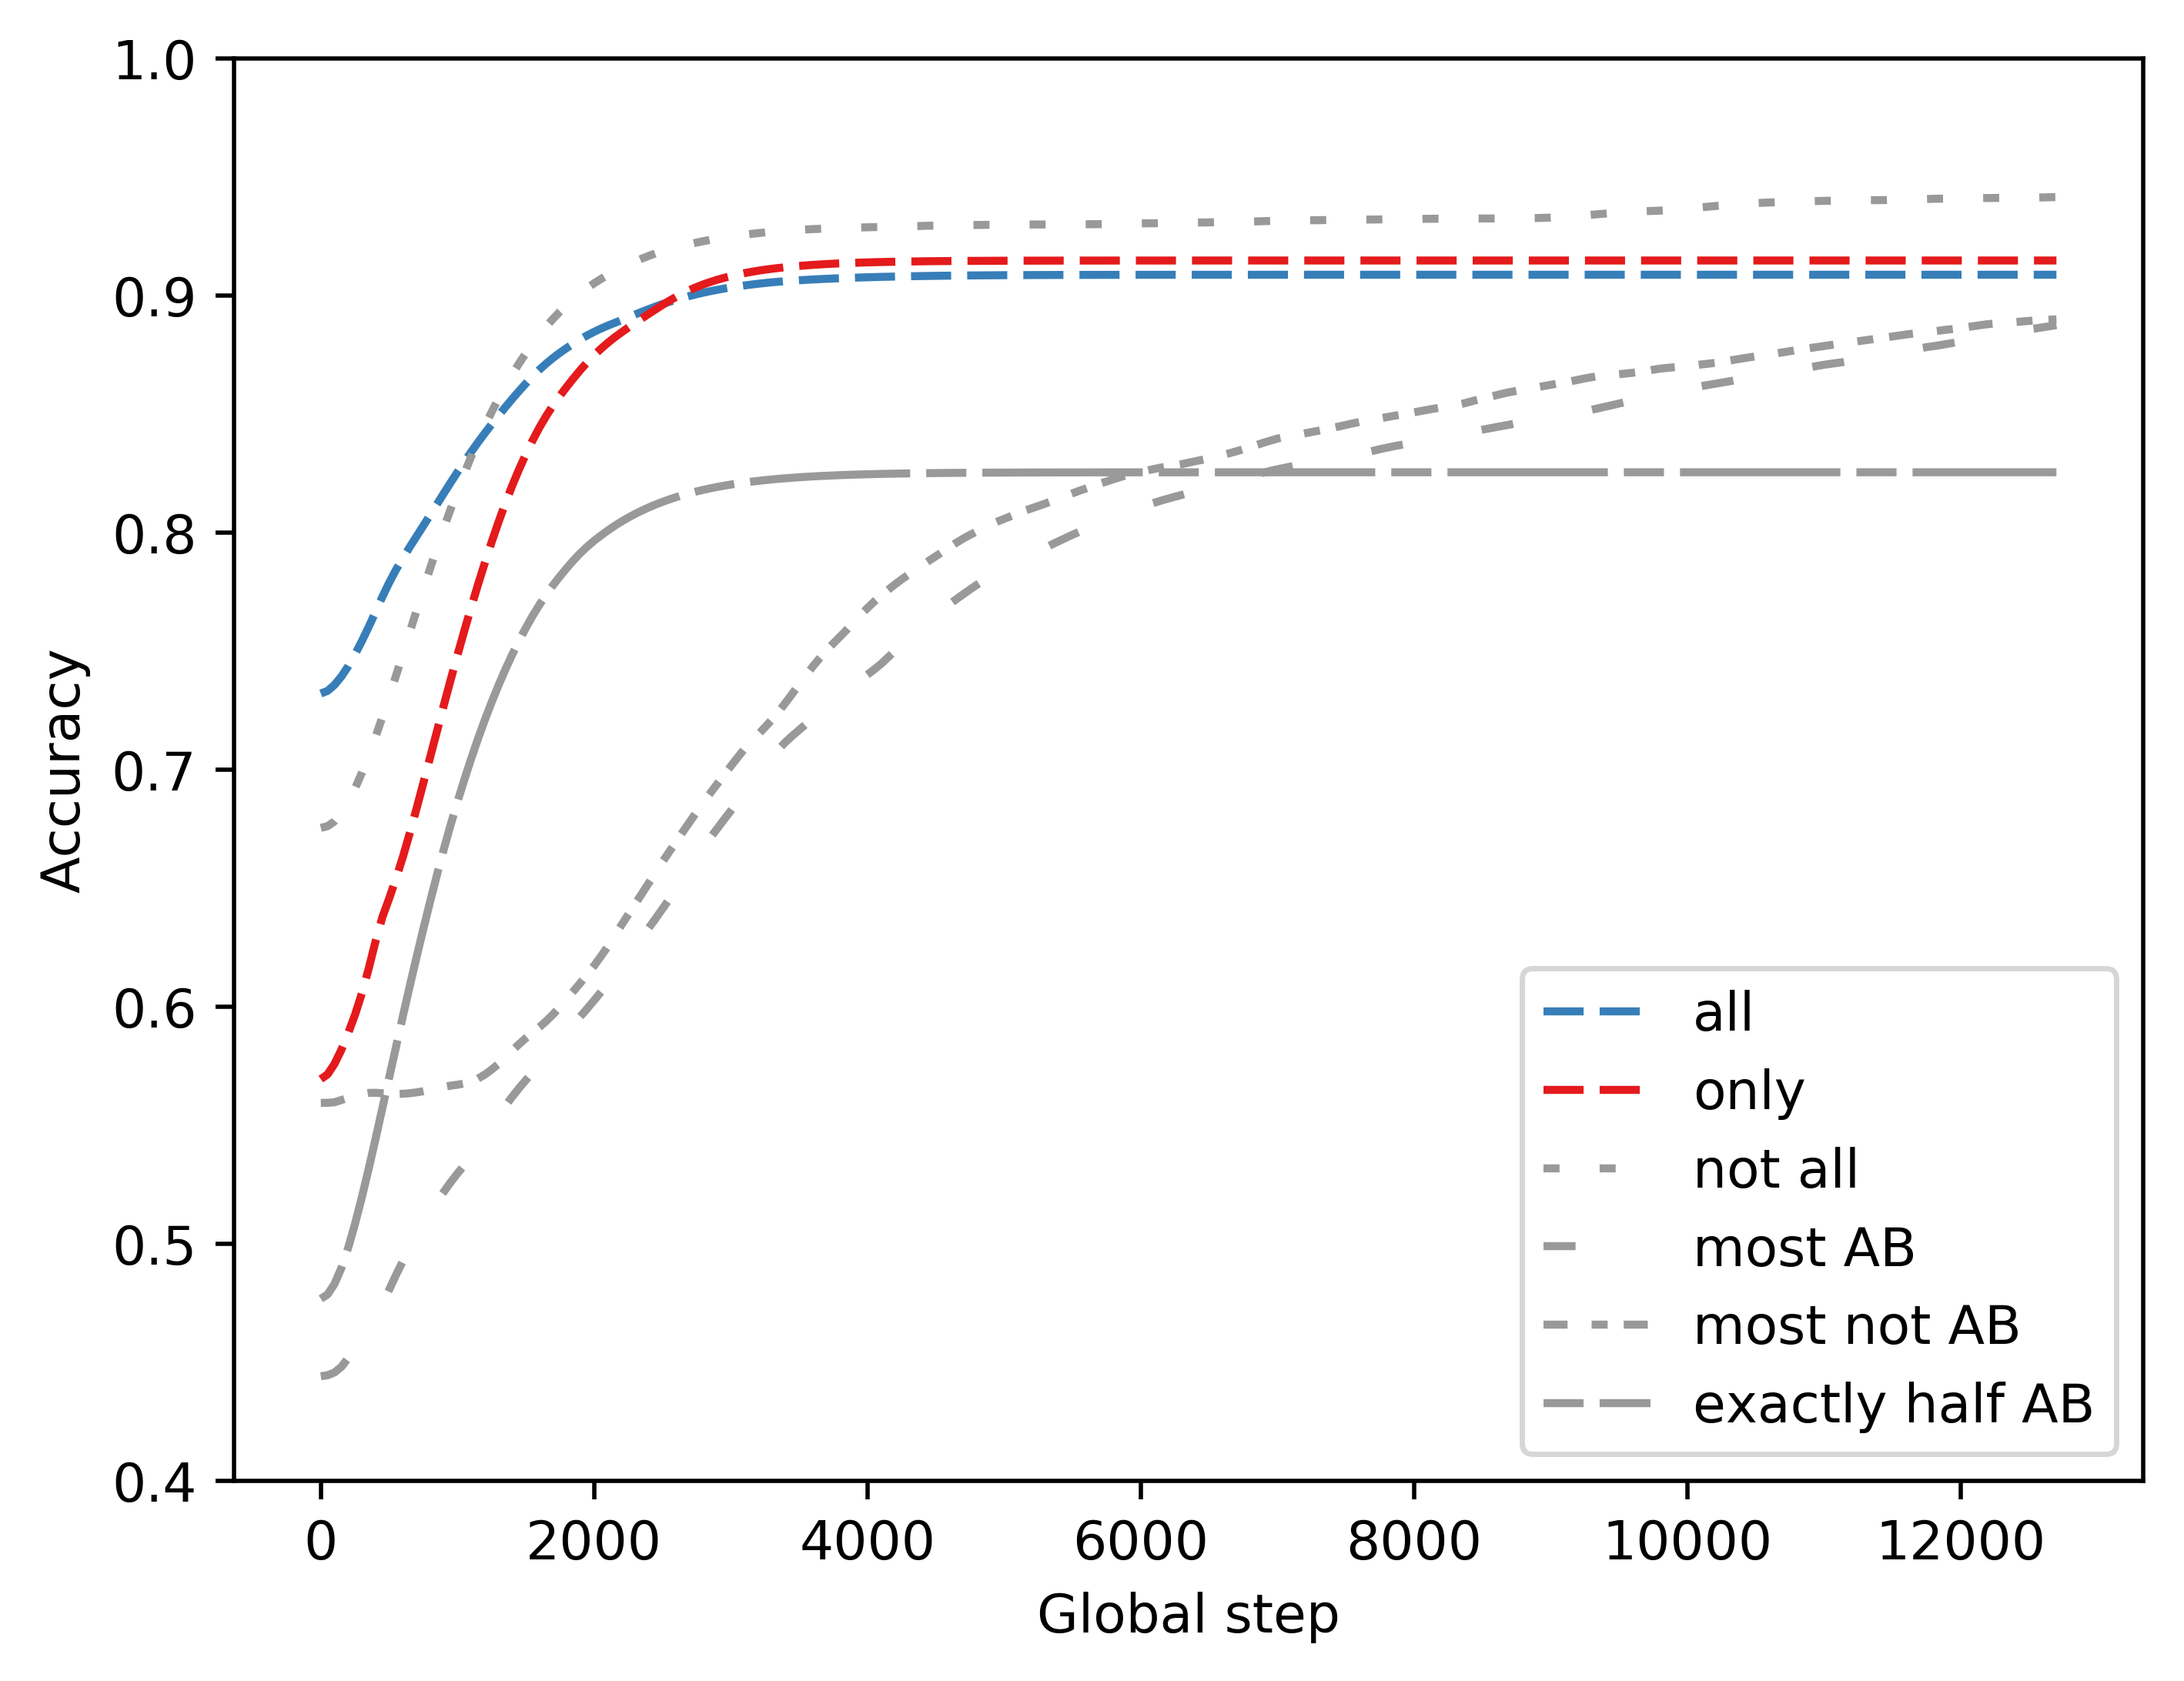 1.0
0.9
0.8
0.7
0.6
0.5
0.4
Accuracy
0 2000 4000 6000 8000 10000 12000
Global step
all
only
not all
most AB
most not AB
exactly half AB